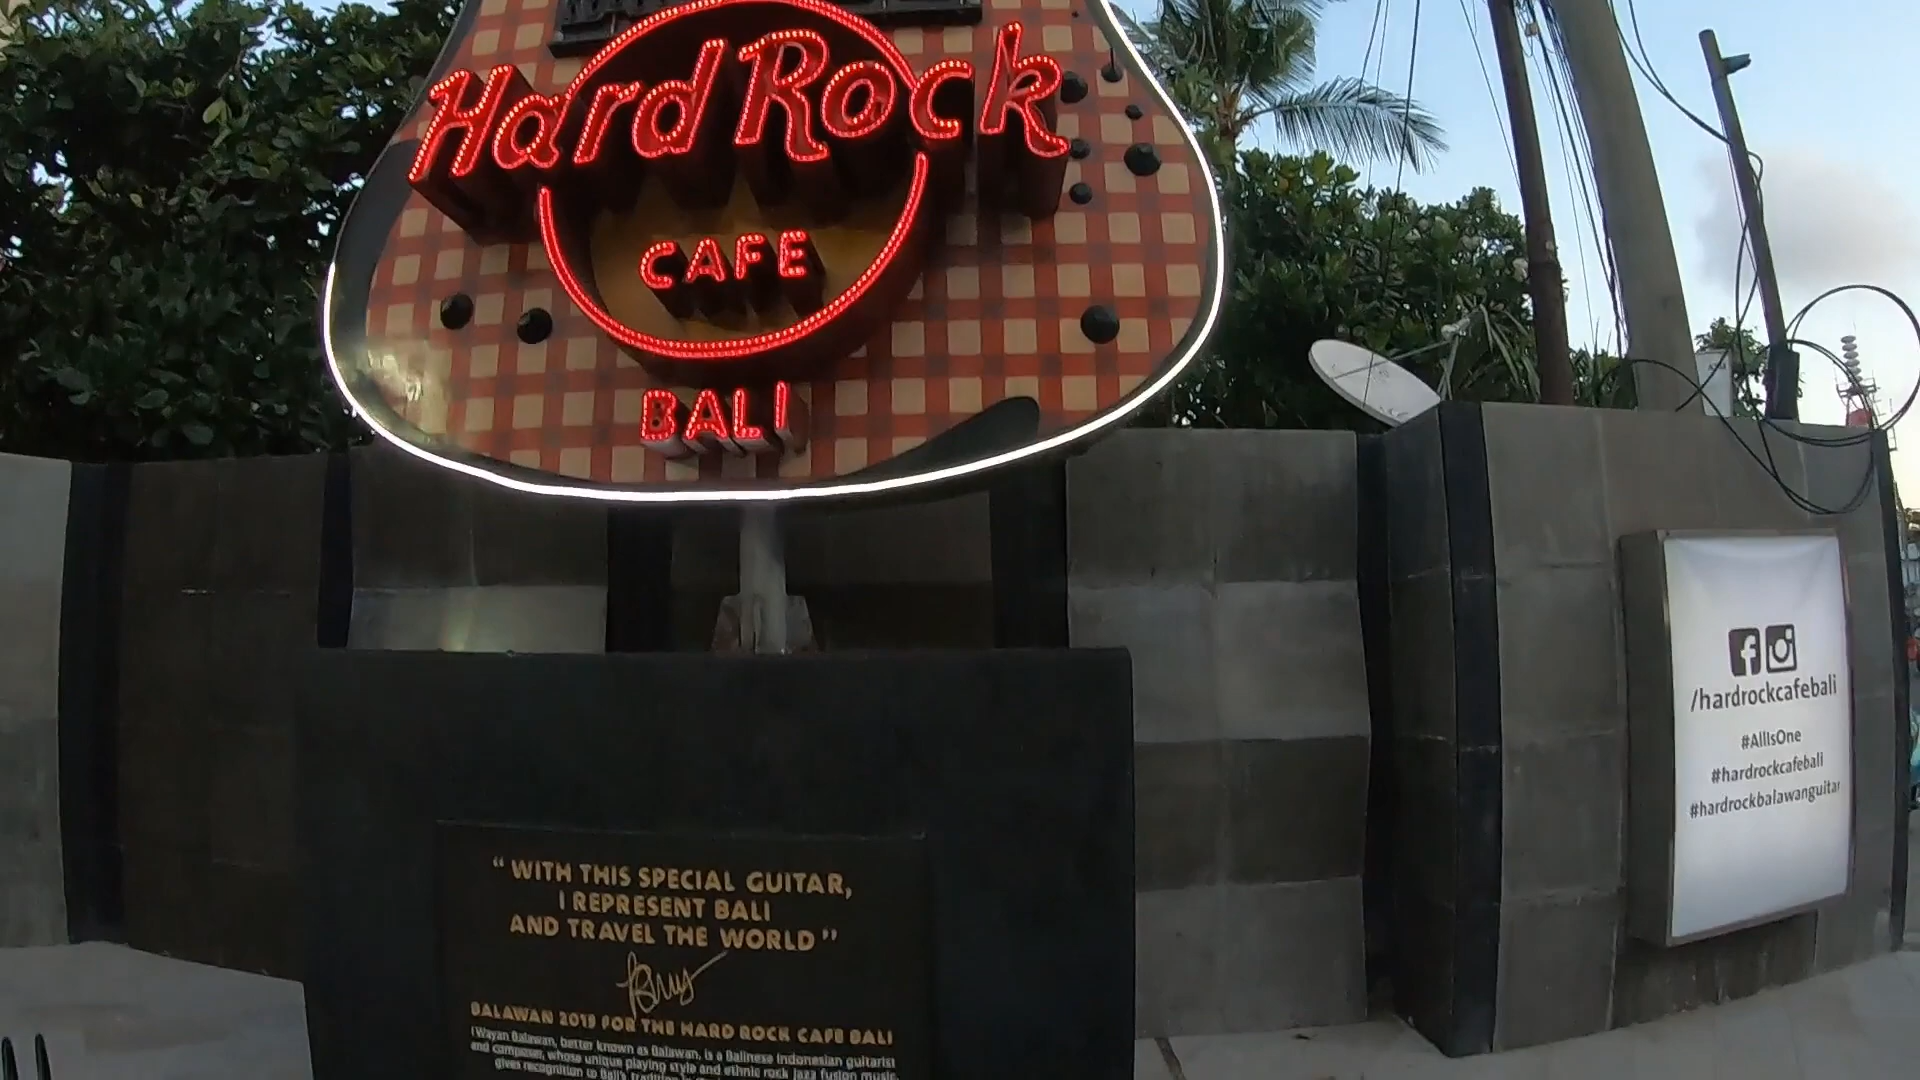 Hard Rock
CAFE
BALI
/hardrockcafebali
#AllIsOne
#hardrockcafebali
#hardrockbalawanguitar
“ WITH THIS SPECIAL GUITAR,
I REPRESENT BALI
AND TRAVEL THE WORLD ”
BALAWAN 2019 FOR THE HARD ROCK CAFE BALI
I Wayan Balawan, better known as Balawan, is a Balinese Indonesian guitarist
and composer, whose unique playing style and ethnic rock jazz fusion music,
gives recognition to Bali's